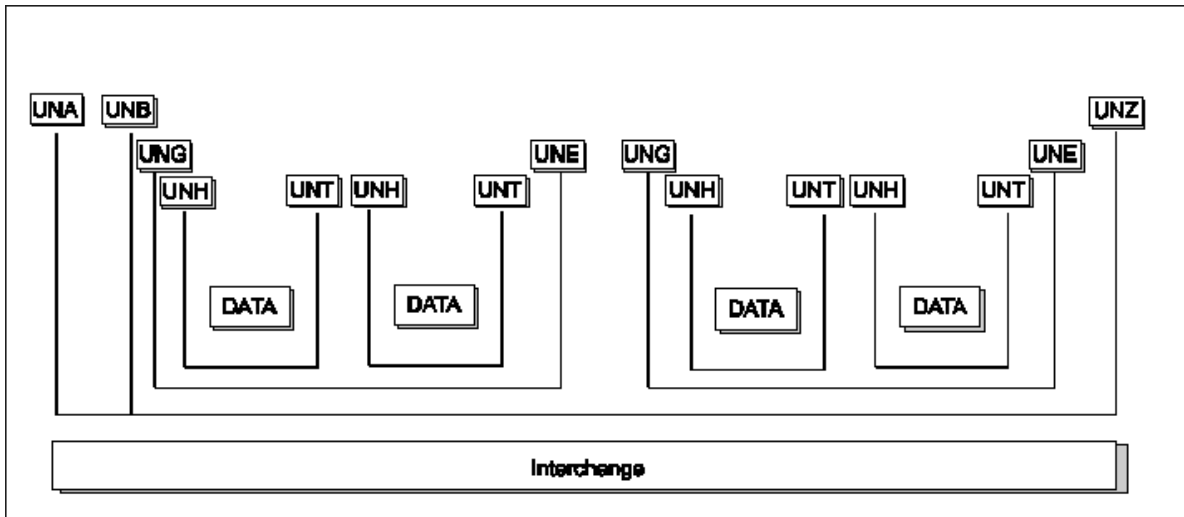 UNA UNB UNZ
UNG UNE UNG UNE
UNH UNT UNH UNT UNH UNT UNH UNT
DATA DATA DATA DATA
Interchange